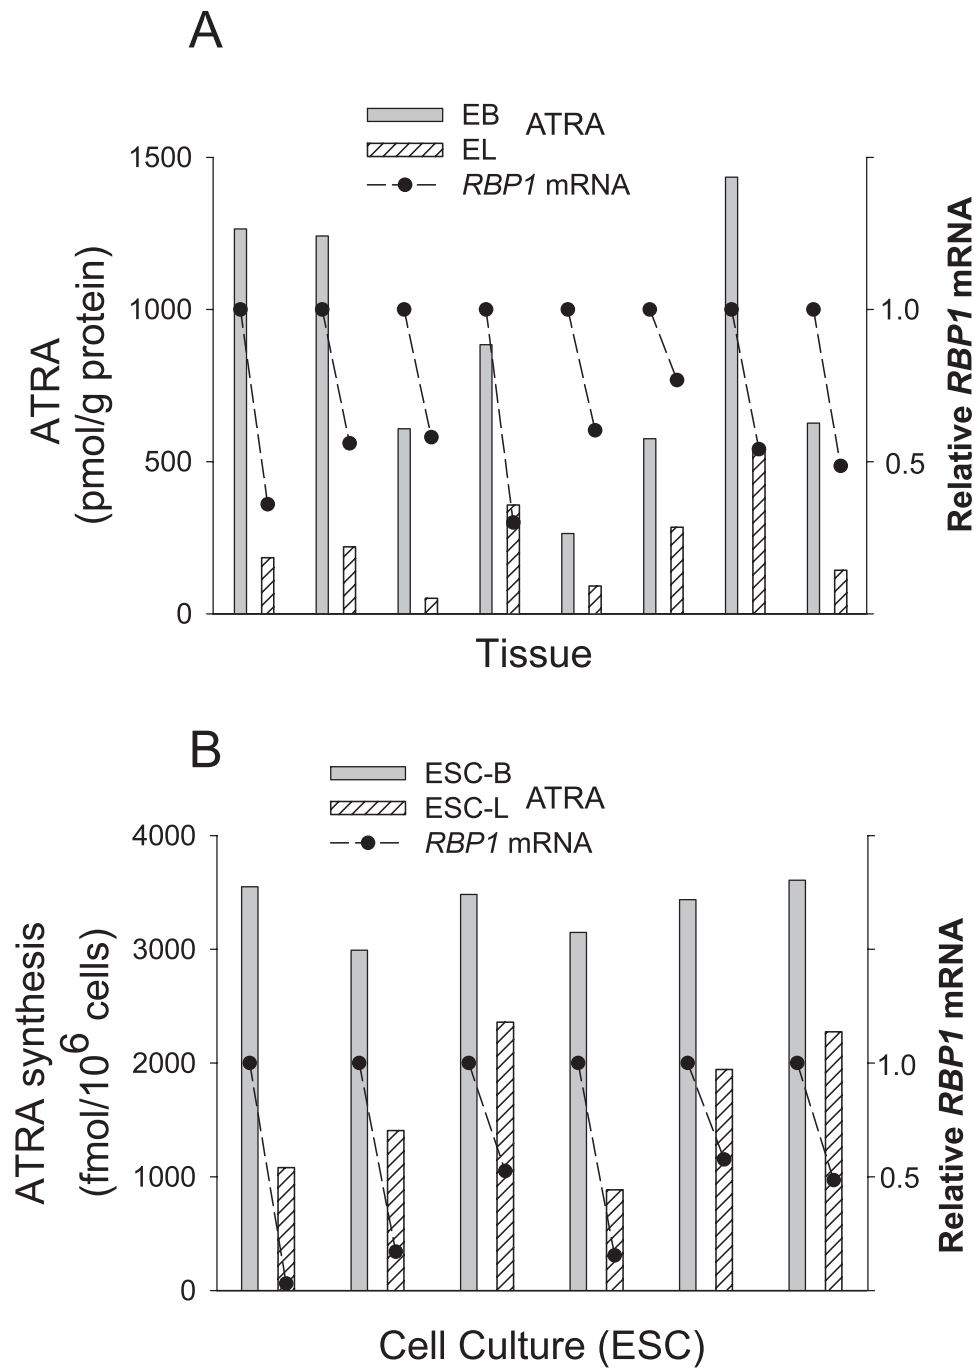 A
EB
ATRA
EL
RBP1 mRNA
1500
1000
500
0
ATRA
(pmol/g protein)
1.0
0.5
Relative RBP1 mRNA
Tissue
B
ESC-B
ATRA
ESC-L
RBP1 mRNA
4000
3000
2000
1000
0
ATRA synthesis
(fmol/10⁶ cells)
1.0
0.5
Relative RBP1 mRNA
Cell Culture (ESC)